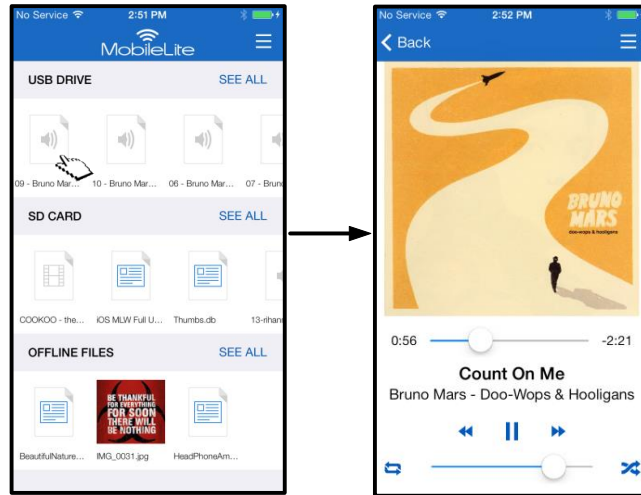 No Service 2:51 PM
MobileLite
USB DRIVE SEE ALL
09 - Bruno Mar... 10 - Bruno Mar... 06 - Bruno Mar... 07 - Brun
SD CARD SEE ALL
COOKOO - the... iOS MLW Full U... Thumbs.db 13-rihan
OFFLINE FILES SEE ALL
BE THANKFUL
FOR EVERYTHING
FOR SOON
THERE WILL
BE NOTHING
BeautifulNature... IMG_0031.jpg HeadPhoneAm...
No Service 2:52 PM
Back
BRUNO
MARS
doo-wops & hooligans
0:56 -2:21
Count On Me
Bruno Mars - Doo-Wops & Hooligans